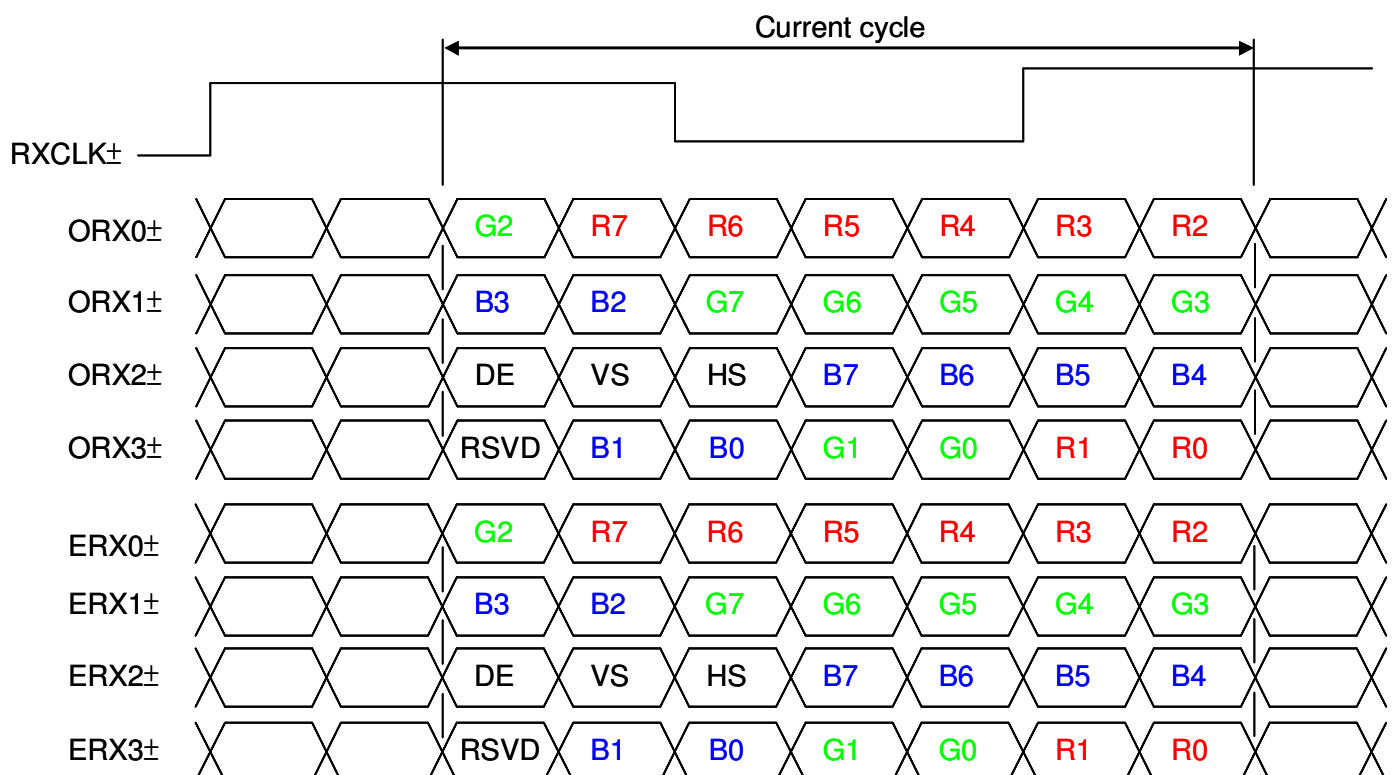 Current cycle
RXCLK±
ORX0± G2 R7 R6 R5 R4 R3 R2
ORX1± B3 B2 G7 G6 G5 G4 G3
ORX2± DE VS HS B7 B6 B5 B4
ORX3± RSVD B1 B0 G1 G0 R1 R0
ERX0± G2 R7 R6 R5 R4 R3 R2
ERX1± B3 B2 G7 G6 G5 G4 G3
ERX2± DE VS HS B7 B6 B5 B4
ERX3± RSVD B1 B0 G1 G0 R1 R0